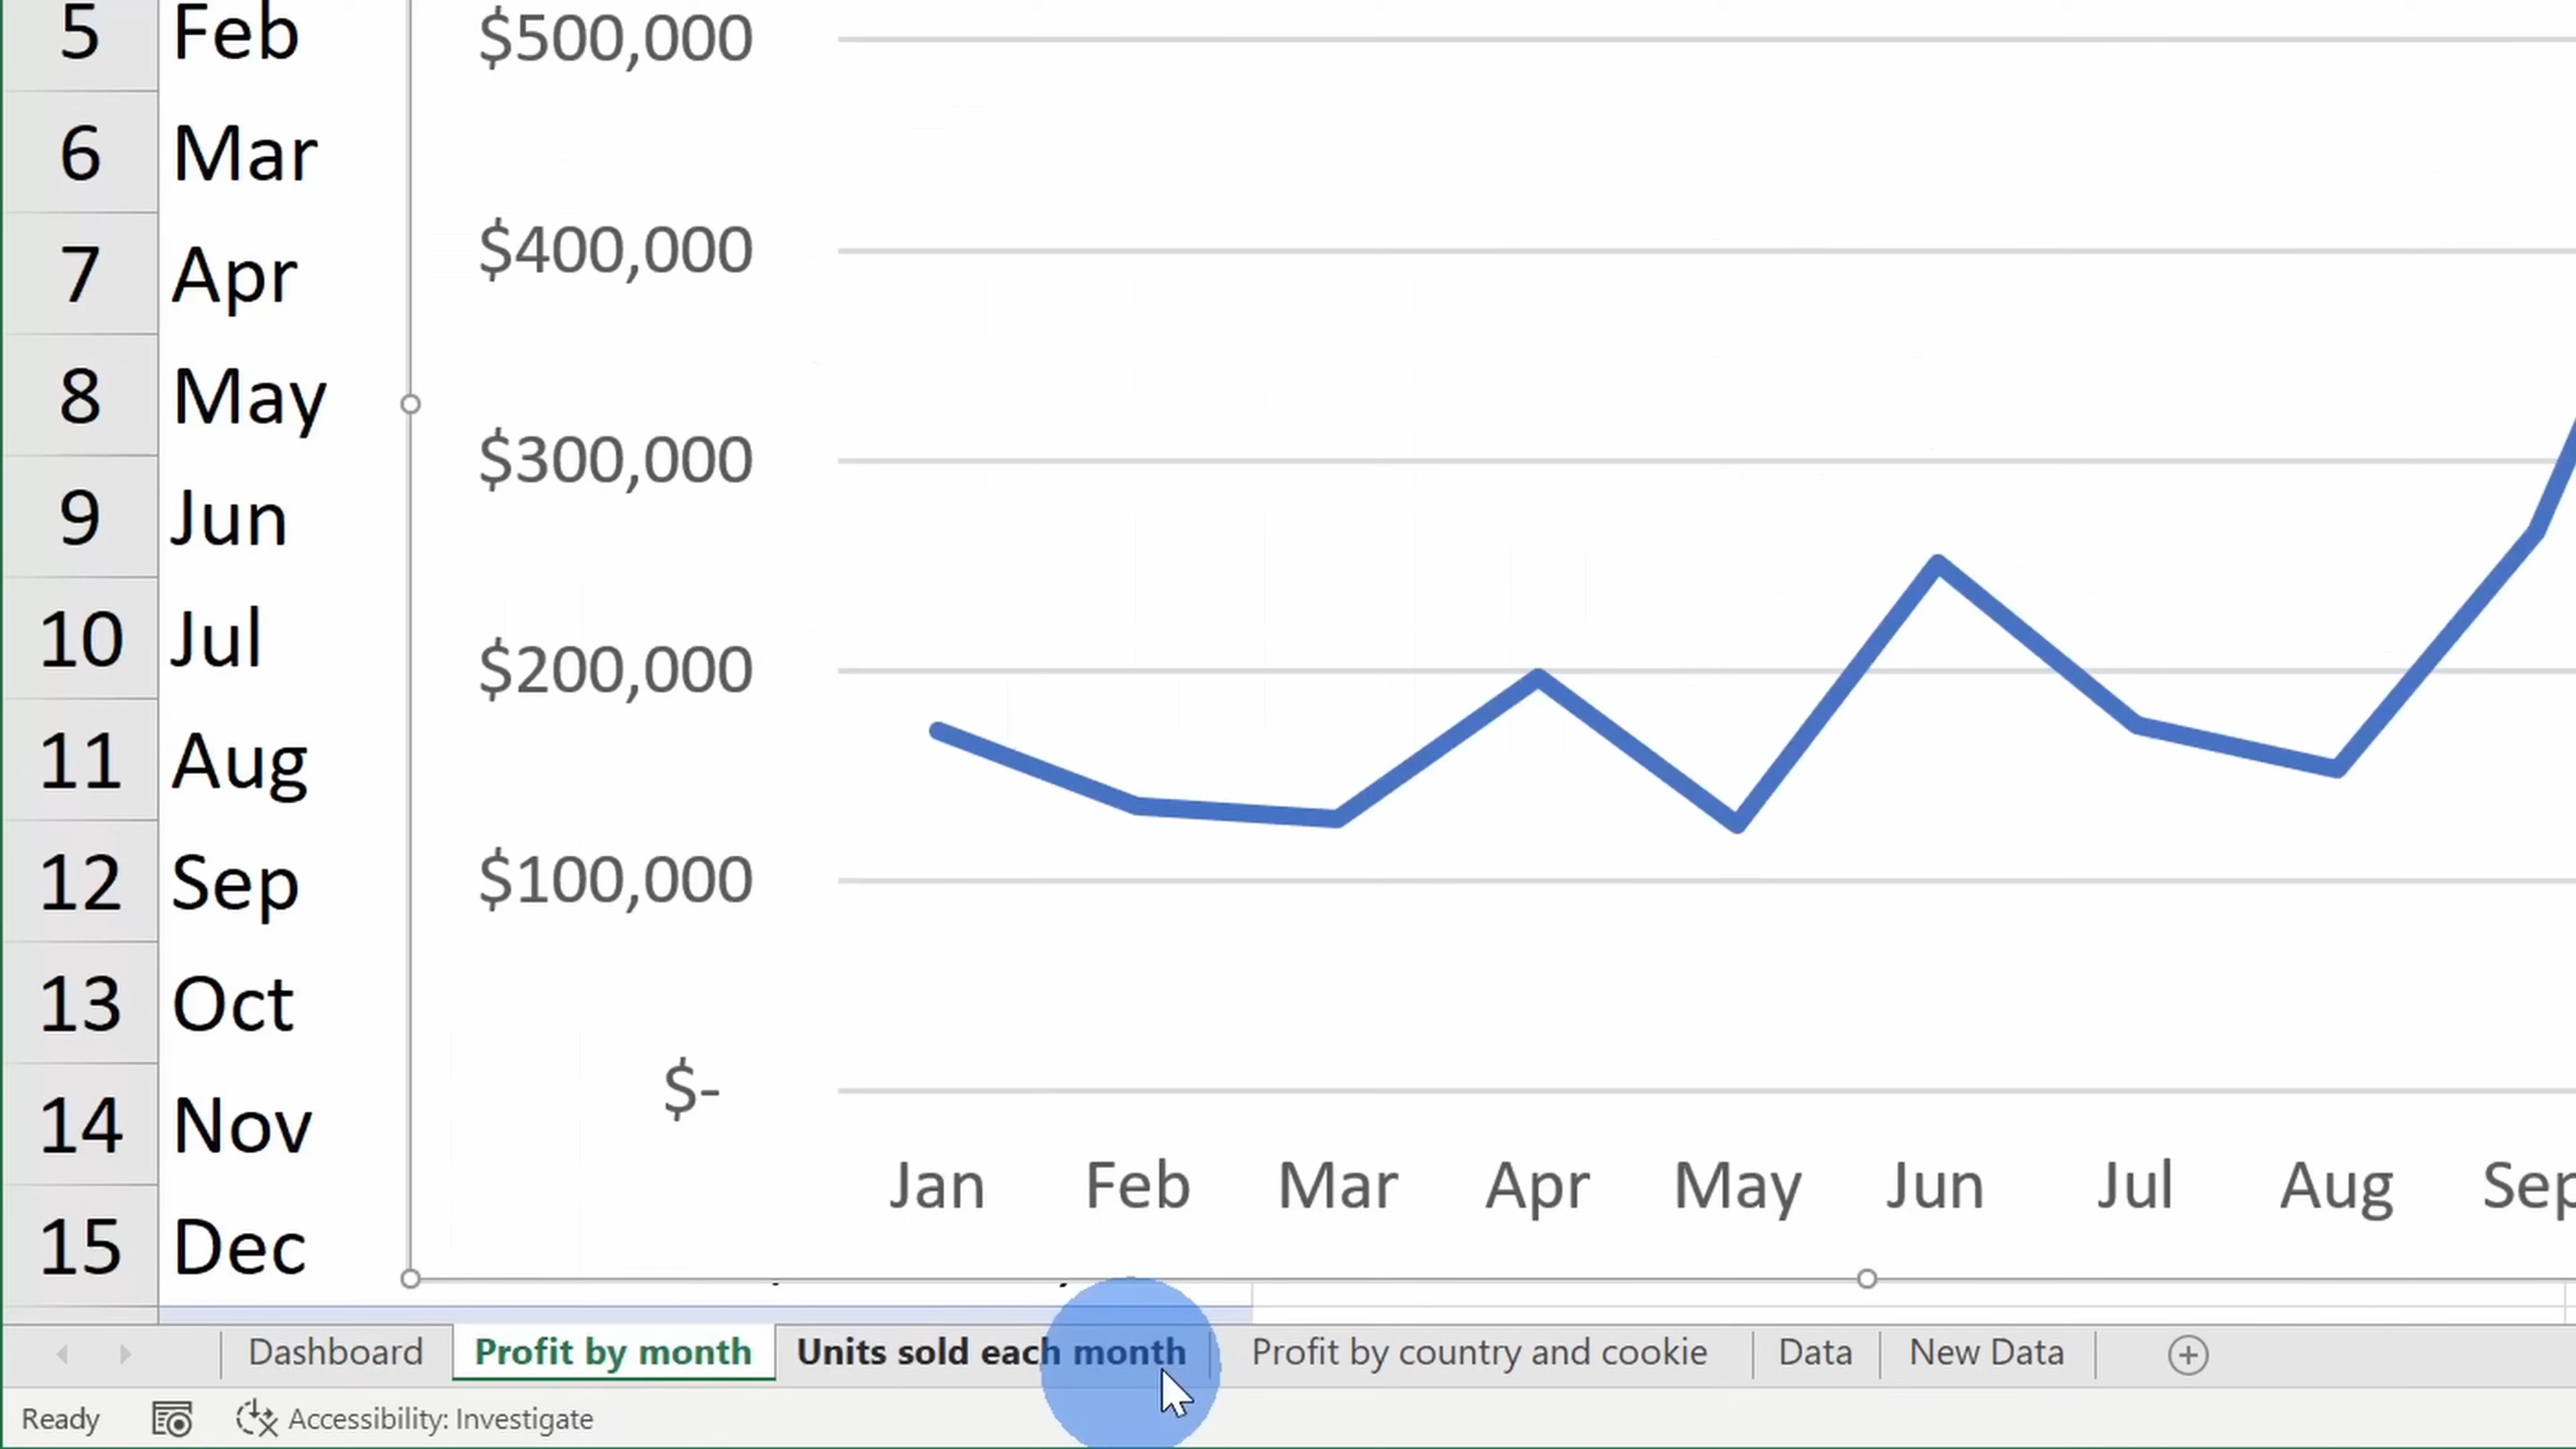 5 Feb
6 Mar
7 Apr
8 May
9 Jun
10 Jul
11 Aug
12 Sep
13 Oct
14 Nov
15 Dec
$500,000
$400,000
$300,000
$200,000
$100,000
$-
Jan Feb Mar Apr May Jun Jul Aug Sep
Dashboard Profit by month Units sold each month Profit by country and cookie Data New Data
Ready Accessibility: Investigate